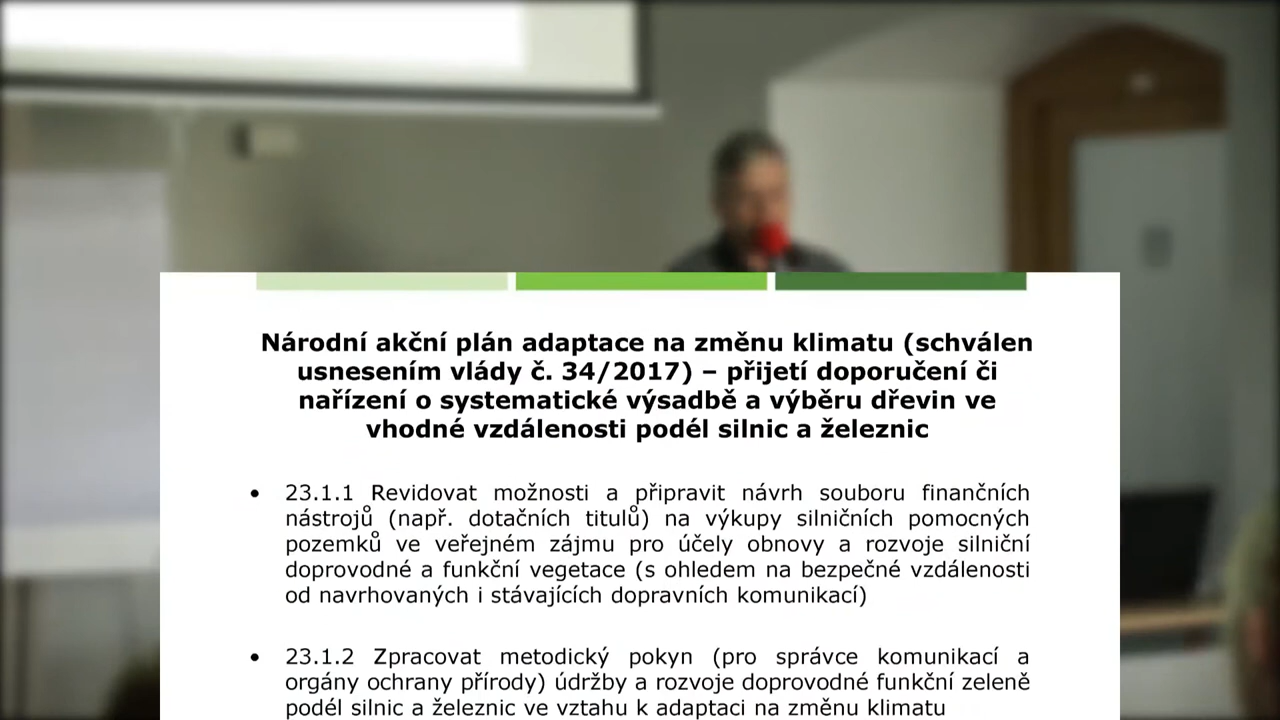 Národní akční plán adaptace na změnu klimatu (schválen
usnesením vlády č. 34/2017) – přijetí doporučení či
nařízení o systematické výsadbě a výběru dřevin ve
vhodné vzdálenosti podél silnic a železnic
• 23.1.1 Revidovat možnosti a připravit návrh souboru finančních
nástrojů (např. dotačních titulů) na výkupy silničních pomocných
pozemků ve veřejném zájmu pro účely obnovy a rozvoje silniční
doprovodné a funkční vegetace (s ohledem na bezpečné vzdálenosti
od navrhovaných i stávajících dopravních komunikací)
• 23.1.2 Zpracovat metodický pokyn (pro správce komunikací a
orgány ochrany přírody) údržby a rozvoje doprovodné funkční zeleně
podél silnic a železnic ve vztahu k adaptaci na změnu klimatu